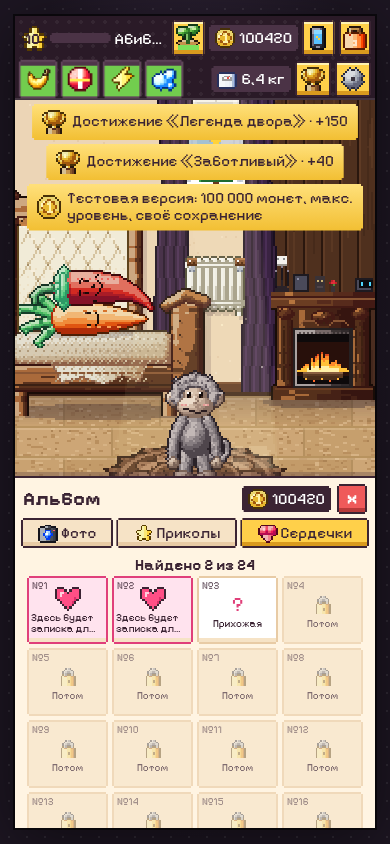 10 Абиб... 100420
6,4 кг
Достижение «Легенда двора» · +150
Достижение «Заботливый» · +40
Тестовая версия: 100 000 монет, макс.
уровень, своё сохранение
Альбом 100420 ×
Фото Приколы Сердечки
Найдено 2 из 24
№1 №2 №3 №4
Здесь будет записка дл... Здесь будет записка дл... ? Прихожая Потом
№5 №6 №7 №8
Потом Потом Потом Потом
№9 №10 №11 №12
Потом Потом Потом Потом
№13 №14 №15 №16